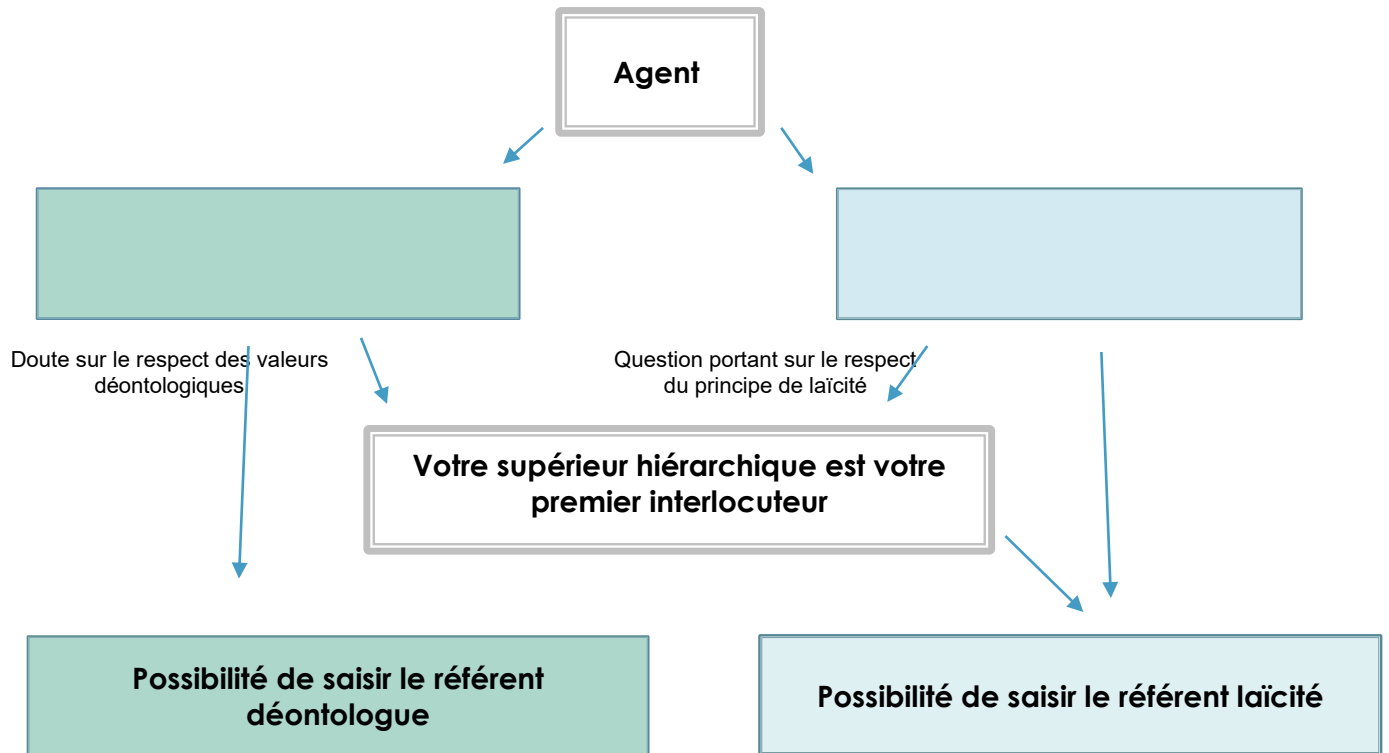 Agent
Doute sur le respect des valeurs
déontologiques
Question portant sur le respect
du principe de laïcité
Votre supérieur hiérarchique est votre
premier interlocuteur
Possibilité de saisir le référent
déontologue
Possibilité de saisir le référent laïcité